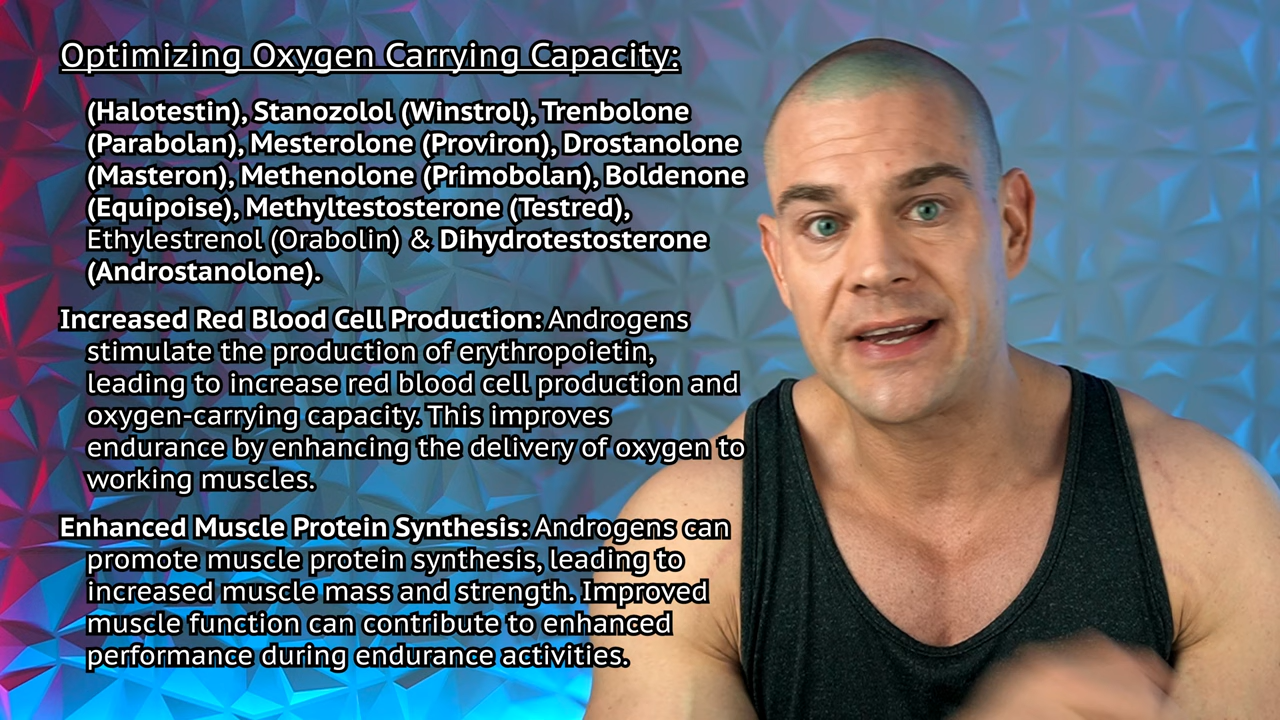 Optimizing Oxygen Carrying Capacity:
(Halotestin), Stanozolol (Winstrol), Trenbolone
(Parabolan), Mesterolone (Proviron), Drostanolone
(Masteron), Methenolone (Primobolan), Boldenone
(Equipoise), Methyltestosterone (Testred),
Ethylestrenol (Orabolin) & Dihydrotestosterone
(Androstanolone).
Increased Red Blood Cell Production: Androgens
stimulate the production of erythropoietin,
leading to increase red blood cell production and
oxygen-carrying capacity. This improves
endurance by enhancing the delivery of oxygen to
working muscles.
Enhanced Muscle Protein Synthesis: Androgens can
promote muscle protein synthesis, leading to
increased muscle mass and strength. Improved
muscle function can contribute to enhanced
performance during endurance activities.